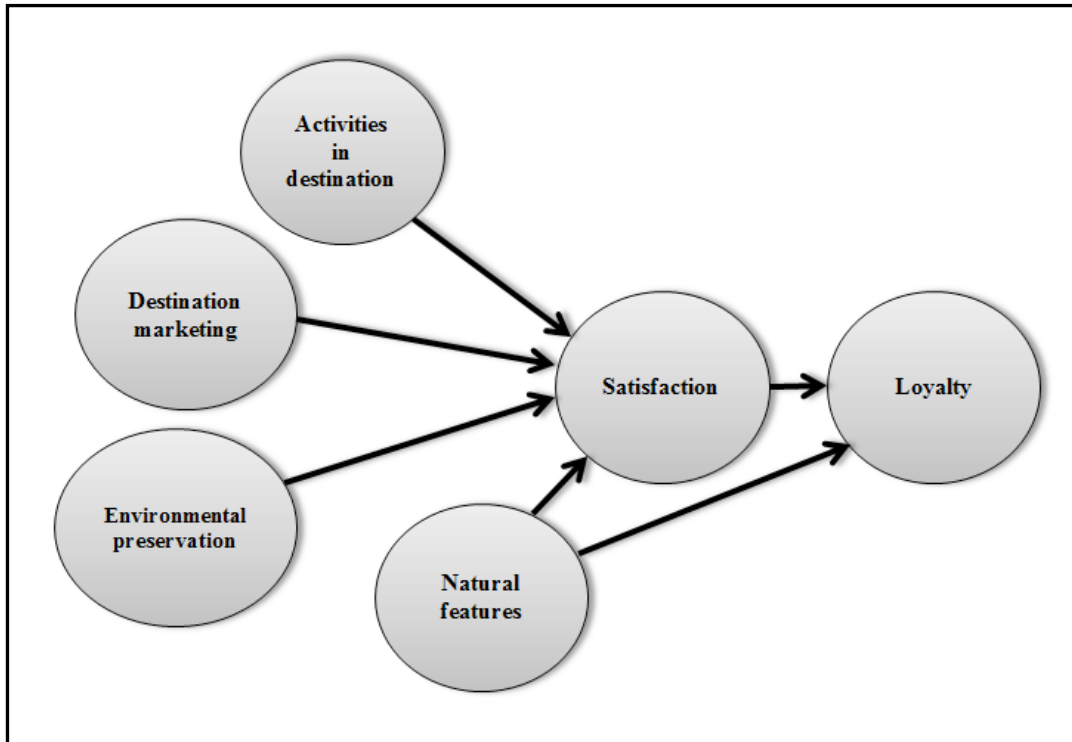 Activities
in
destination
Destination
marketing
Environmental
preservation
Natural
features
Satisfaction
Loyalty